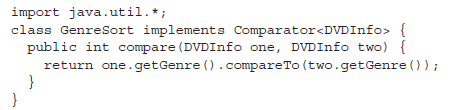 import java.util.*;
class GenreSort implements Comparator<DVDInfo> {
  public int compare(DVDInfo one, DVDInfo two) {
    return one.getGenre().compareTo(two.getGenre());
  }
}